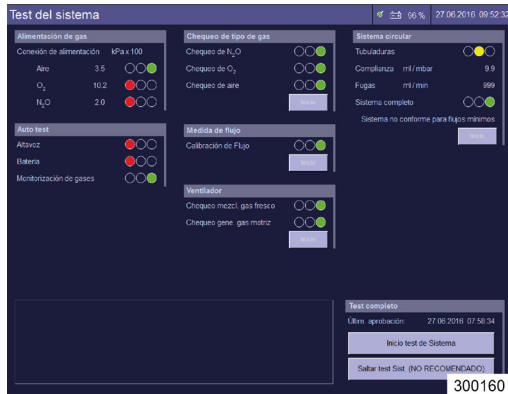 Test del sistema
96 %
27.06.2016 09:52:32
Alimentación de gas
Conexión de alimentación kPa x 100
Aire 3.5
O2 10.2
N2O 2.0
Auto test
Altavoz
Batería
Monitorización de gases
Chequeo de tipo de gas
Chequeo de N2O
Chequeo de O2
Chequeo de aire
Inicio
Medida de flujo
Calibración de Flujo
Inicio
Ventilador
Chequeo mezcl. gas fresco
Chequeo gene. gas motriz
Inicio
Sistema circular
Tubuladuras
Complianza ml/mbar 9.9
Fugas ml/min 999
Sistema completo
Sistema no conforme para flujos mínimos
Inicio
Test completo
Últim. aprobación: 27.06.2016 07:58:34
Inicio test de Sistema
Saltar test Sist. (NO RECOMENDADO)
300160